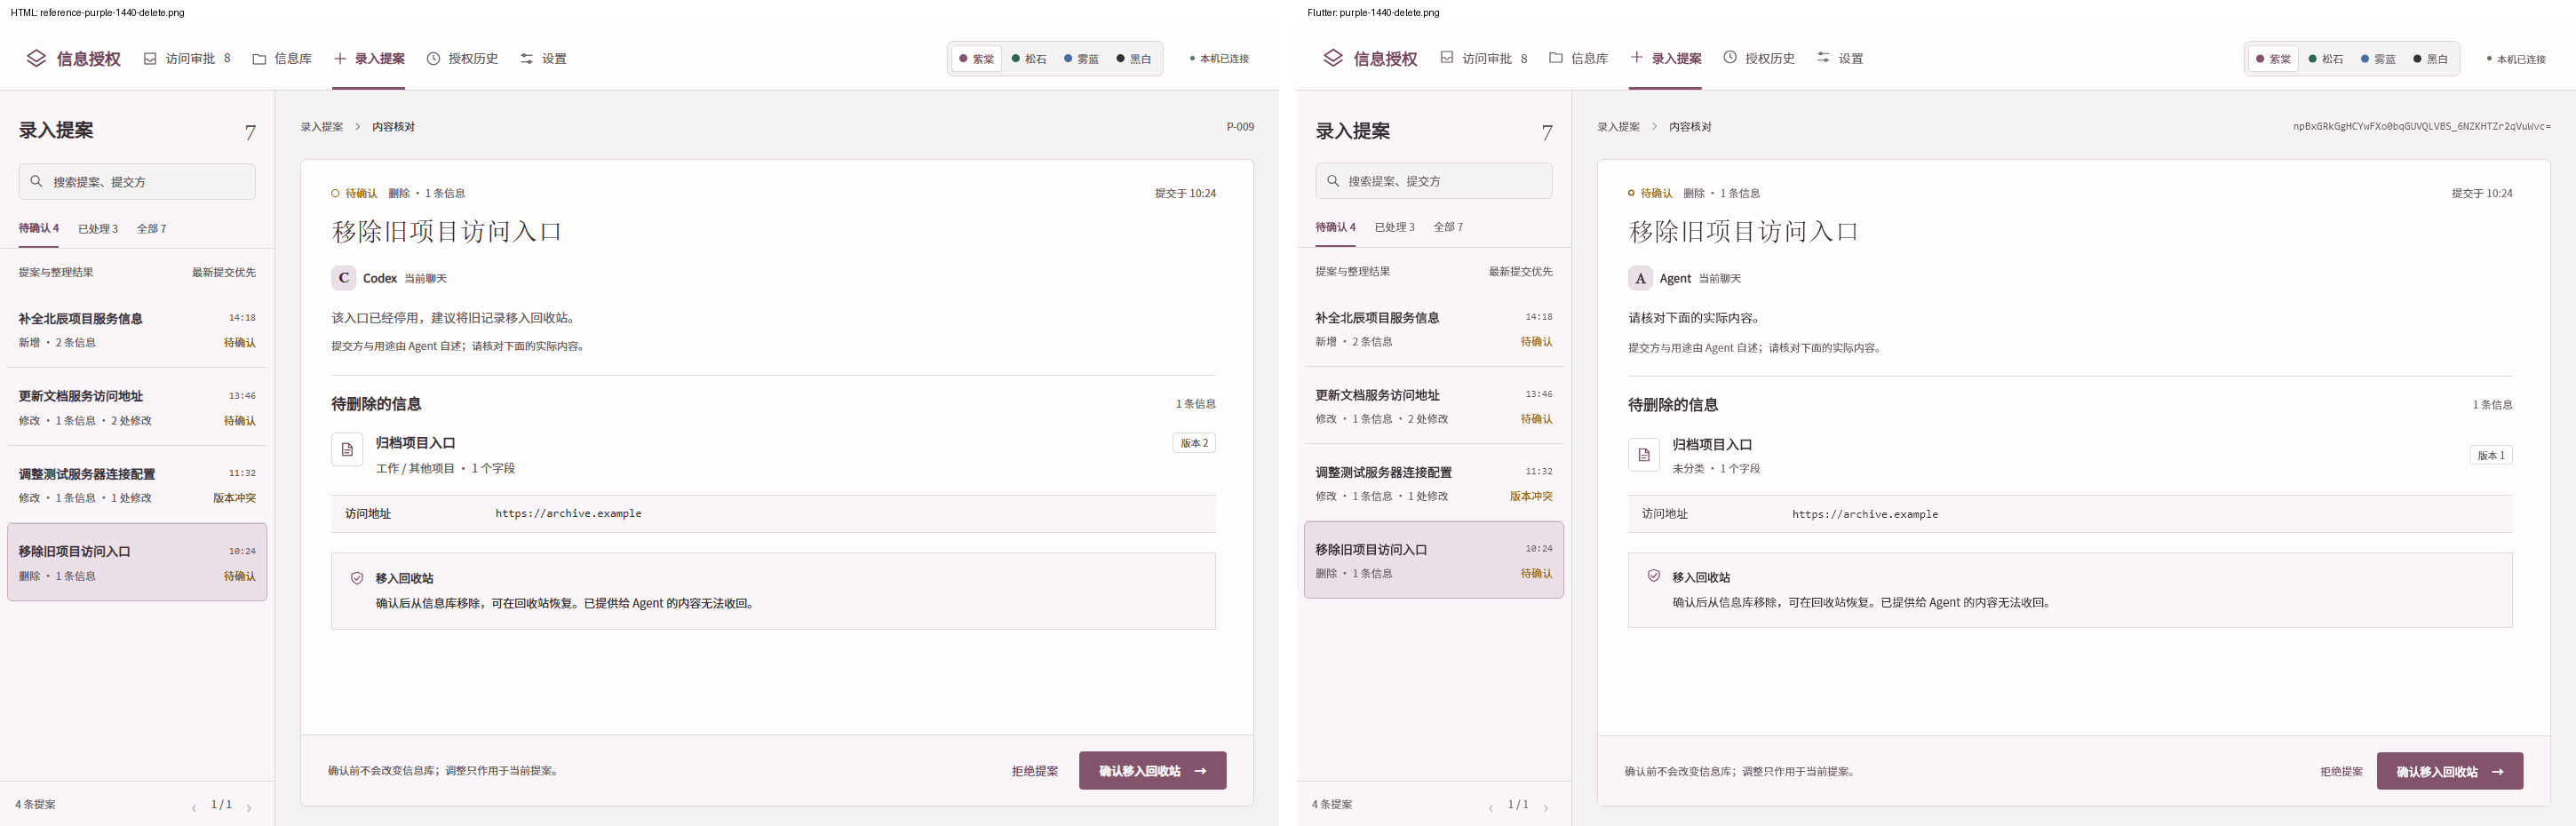 HTML: reference-purple-1440-delete.png
信息授权 访问审批 8 信息库 录入提案 授权历史 设置 紫棠 松石 雾蓝 黑白 本机已连接
录入提案 7
搜索提案、提交方
待确认 4 已处理 3 全部 7
提案与整理结果 最新提交优先
补全北辰项目服务信息 14:18
新增 · 2 条信息 待确认
更新文档服务访问地址 13:46
修改 · 1 条信息 · 2 处修改 待确认
调整测试服务器连接配置 11:32
修改 · 1 条信息 · 1 处修改 版本冲突
移除旧项目访问入口 10:24
删除 · 1 条信息 待确认
4 条提案 ‹ 1 / 1 ›
录入提案 › 内容核对 P-009
待确认 删除 · 1 条信息 提交于 10:24
移除旧项目访问入口
C Codex 当前聊天
该入口已经停用，建议将旧记录移入回收站。
提交方与用途由 Agent 自述；请核对下面的实际内容。
待删除的信息 1 条信息
归档项目入口 版本 2
工作 / 其他项目 · 1 个字段
访问地址 https://archive.example
移入回收站
确认后从信息库移除，可在回收站恢复。已提供给 Agent 的内容无法收回。
确认前不会改变信息库；调整只作用于当前提案。 拒绝提案 确认移入回收站 →
Flutter: purple-1440-delete.png
信息授权 访问审批 8 信息库 录入提案 授权历史 设置 紫棠 松石 雾蓝 黑白 本机已连接
录入提案 7
搜索提案、提交方
待确认 4 已处理 3 全部 7
提案与整理结果 最新提交优先
补全北辰项目服务信息 14:18
新增 · 2 条信息 待确认
更新文档服务访问地址 13:46
修改 · 1 条信息 · 2 处修改 待确认
调整测试服务器连接配置 11:32
修改 · 1 条信息 · 1 处修改 版本冲突
移除旧项目访问入口 10:24
删除 · 1 条信息 待确认
4 条提案 ‹ 1 / 1 ›
录入提案 › 内容核对 npBxGRkGgHCYwFXo0bqGUVQLVBS_6NZKHTZr2qVuWvc=
待确认 删除 · 1 条信息 提交于 10:24
移除旧项目访问入口
A Agent 当前聊天
请核对下面的实际内容。
提交方与用途由 Agent 自述；请核对下面的实际内容。
待删除的信息 1 条信息
归档项目入口 版本 1
未分类 · 1 个字段
访问地址 https://archive.example
移入回收站
确认后从信息库移除，可在回收站恢复。已提供给 Agent 的内容无法收回。
确认前不会改变信息库；调整只作用于当前提案。 拒绝提案 确认移入回收站 →